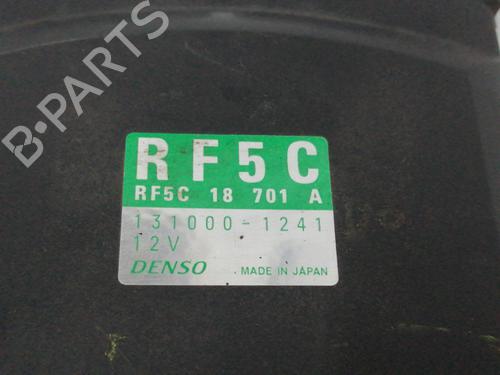 B-PARTS
RF5C
RF5C 18 701 A
131000-1241
12V
DENSO MADE IN JAPAN